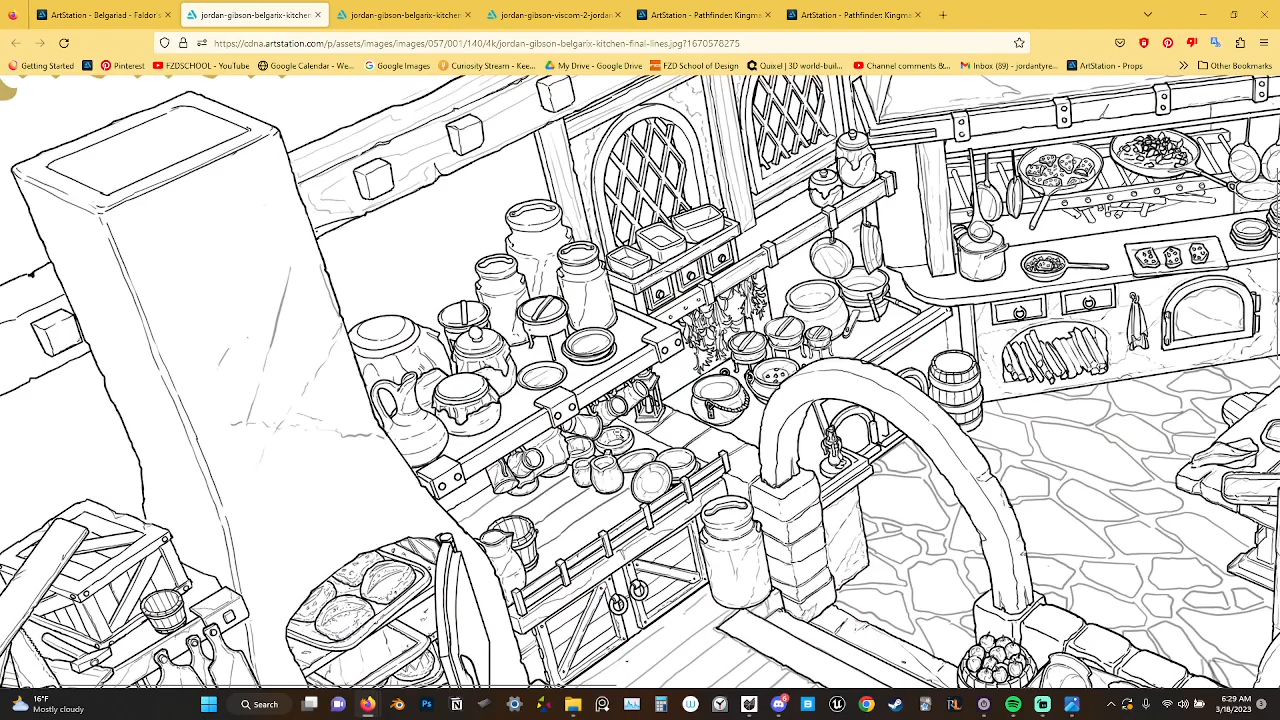 ArtStation - Belgariad - Faldor's
jordan-gibson-belgarix-kitchen
jordan-gibson-belgarix-kitchen-
jordan-gibson-viscom-2-jordan
ArtStation - Pathfinder: Kingma
ArtStation - Pathfinder: Kingma
https://cdna.artstation.com/p/assets/images/images/057/001/140/4k/jordan-gibson-belgarix-kitchen-final-lines.jpg?1670578275
Getting Started
Pinterest
FZDSCHOOL - YouTube
Google Calendar - We...
Google Images
Curiosity Stream - Kee...
My Drive - Google Drive
FZD School of Design
Quixel | 3D world-buil...
Channel comments &...
Inbox (89) - jordantyre...
ArtStation - Props
Other Bookmarks
16°F
Mostly cloudy
Search
6:29 AM
3/18/2023